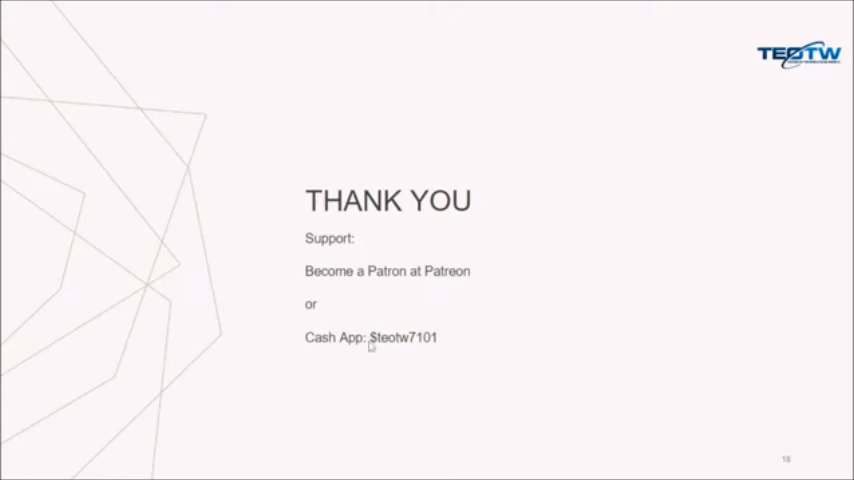 TEOTW
THANK YOU
Support:
Become a Patron at Patreon
or
Cash App: $teotw7101
18